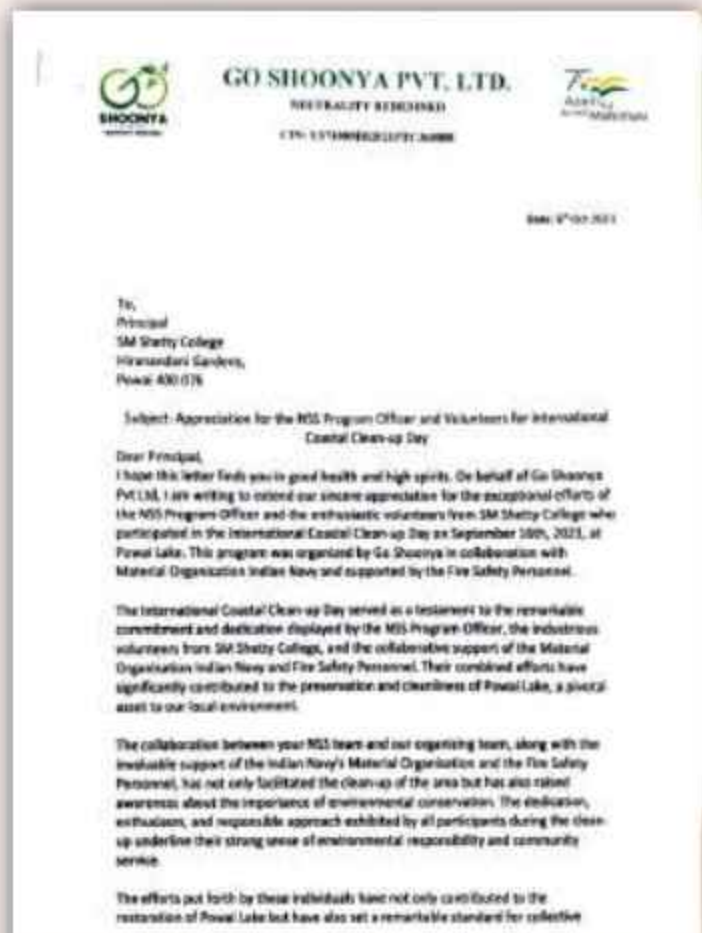 GO
SHOONYA
GO SHOONYA PVT. LTD.
NEUTRALITY REDEFINED
Azadi Ka
Amrit Mahotsav
Date: 6th Oct 2023
To,
Principal
SM Shetty College
Hiranandani Gardens,
Powai 400 076
Subject: Appreciation for the NSS Program Officer and Volunteers for International
Coastal Clean-up Day
Dear Principal,
I hope this letter finds you in good health and high spirits. On behalf of Go Shoonya
Pvt Ltd, I am writing to extend our sincere appreciation for the exceptional efforts of
the NSS Program Officer and the enthusiastic volunteers from SM Shetty College who
participated in the International Coastal Clean-up Day on September 16th, 2023, at
Powai Lake. This program was organized by Go Shoonya in collaboration with
Material Organisation Indian Navy and supported by the Fire Safety Personnel.
The International Coastal Clean-up Day served as a testament to the remarkable
commitment and dedication displayed by the NSS Program Officer, the industrious
volunteers from SM Shetty College, and the collaborative support of the Material
Organisation Indian Navy and Fire Safety Personnel. Their combined efforts have
significantly contributed to the preservation and cleanliness of Powai Lake, a pivotal
asset to our local environment.
The collaboration between your NSS team and our organising team, along with the
invaluable support of the Indian Navy's Material Organisation and the Fire Safety
Personnel, has not only facilitated the clean-up of the area but has also raised
awareness about the importance of environmental conservation. The dedication,
enthusiasm, and responsible approach exhibited by all participants during the clean-
up underline their strong sense of environmental responsibility and community
service.
The efforts put forth by these individuals have not only contributed to the
restoration of Powai Lake but have also set a remarkable standard for collective